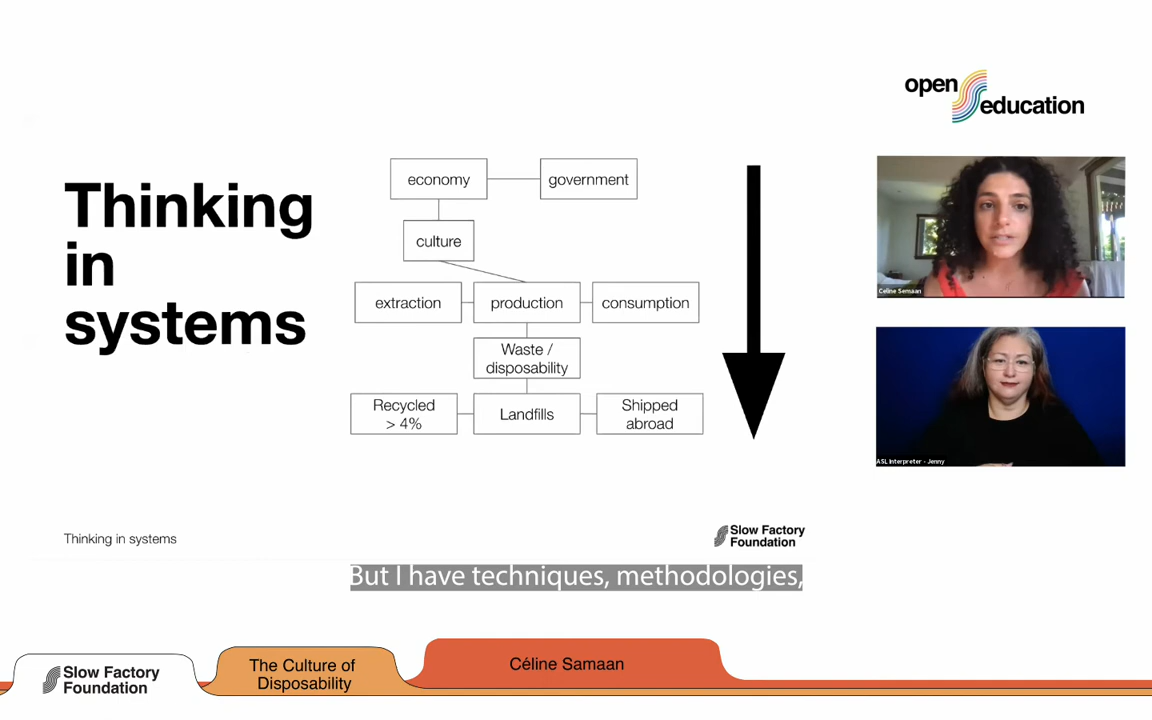 open
education
Thinking
in
systems
economy
government
culture
extraction
production
consumption
Waste /
disposability
Recycled
> 4%
Landfills
Shipped
abroad
Celine Semaan
ASL Interpreter - Jenny
Thinking in systems
Slow Factory
Foundation
But I have techniques, methodologies,
Slow Factory
Foundation
The Culture of
Disposability
Céline Samaan